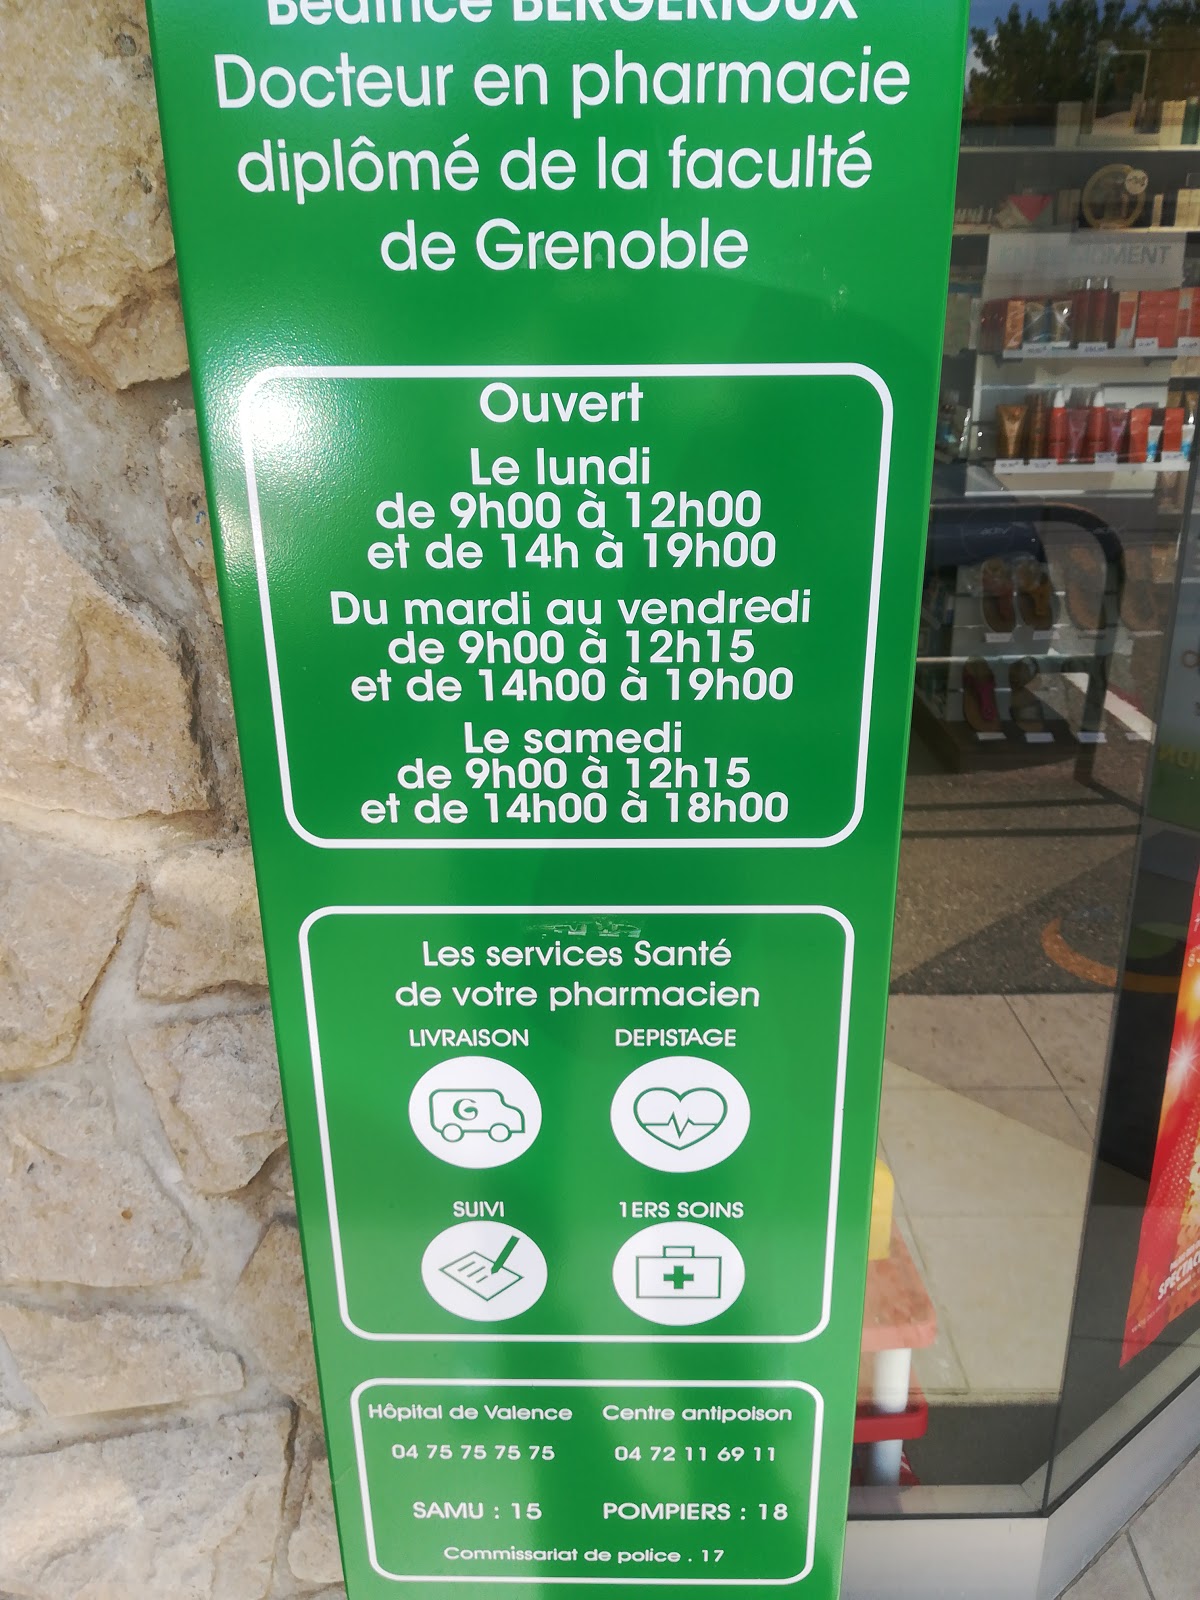 Béatrice BERGERIOUX
Docteur en pharmacie
diplômé de la faculté
de Grenoble
Ouvert
Le lundi
de 9h00 à 12h00
et de 14h à 19h00
Du mardi au vendredi
de 9h00 à 12h15
et de 14h00 à 19h00
Le samedi
de 9h00 à 12h15
et de 14h00 à 18h00
Les services Santé
de votre pharmacien
LIVRAISON DEPISTAGE
G
SUIVI 1ERS SOINS
Hôpital de Valence Centre antipoison
04 75 75 75 75 04 72 11 69 11
SAMU : 15 POMPIERS : 18
Commissariat de police . 17